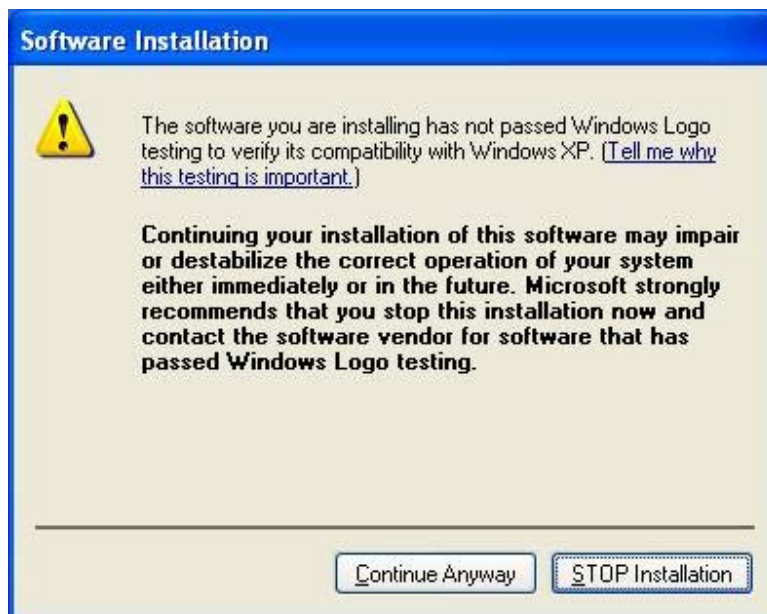 Software Installation
The software you are installing has not passed Windows Logo
testing to verify its compatibility with Windows XP. (Tell me why
this testing is important.)
Continuing your installation of this software may impair
or destabilize the correct operation of your system
either immediately or in the future. Microsoft strongly
recommends that you stop this installation now and
contact the software vendor for software that has
passed Windows Logo testing.
Continue Anyway
STOP Installation